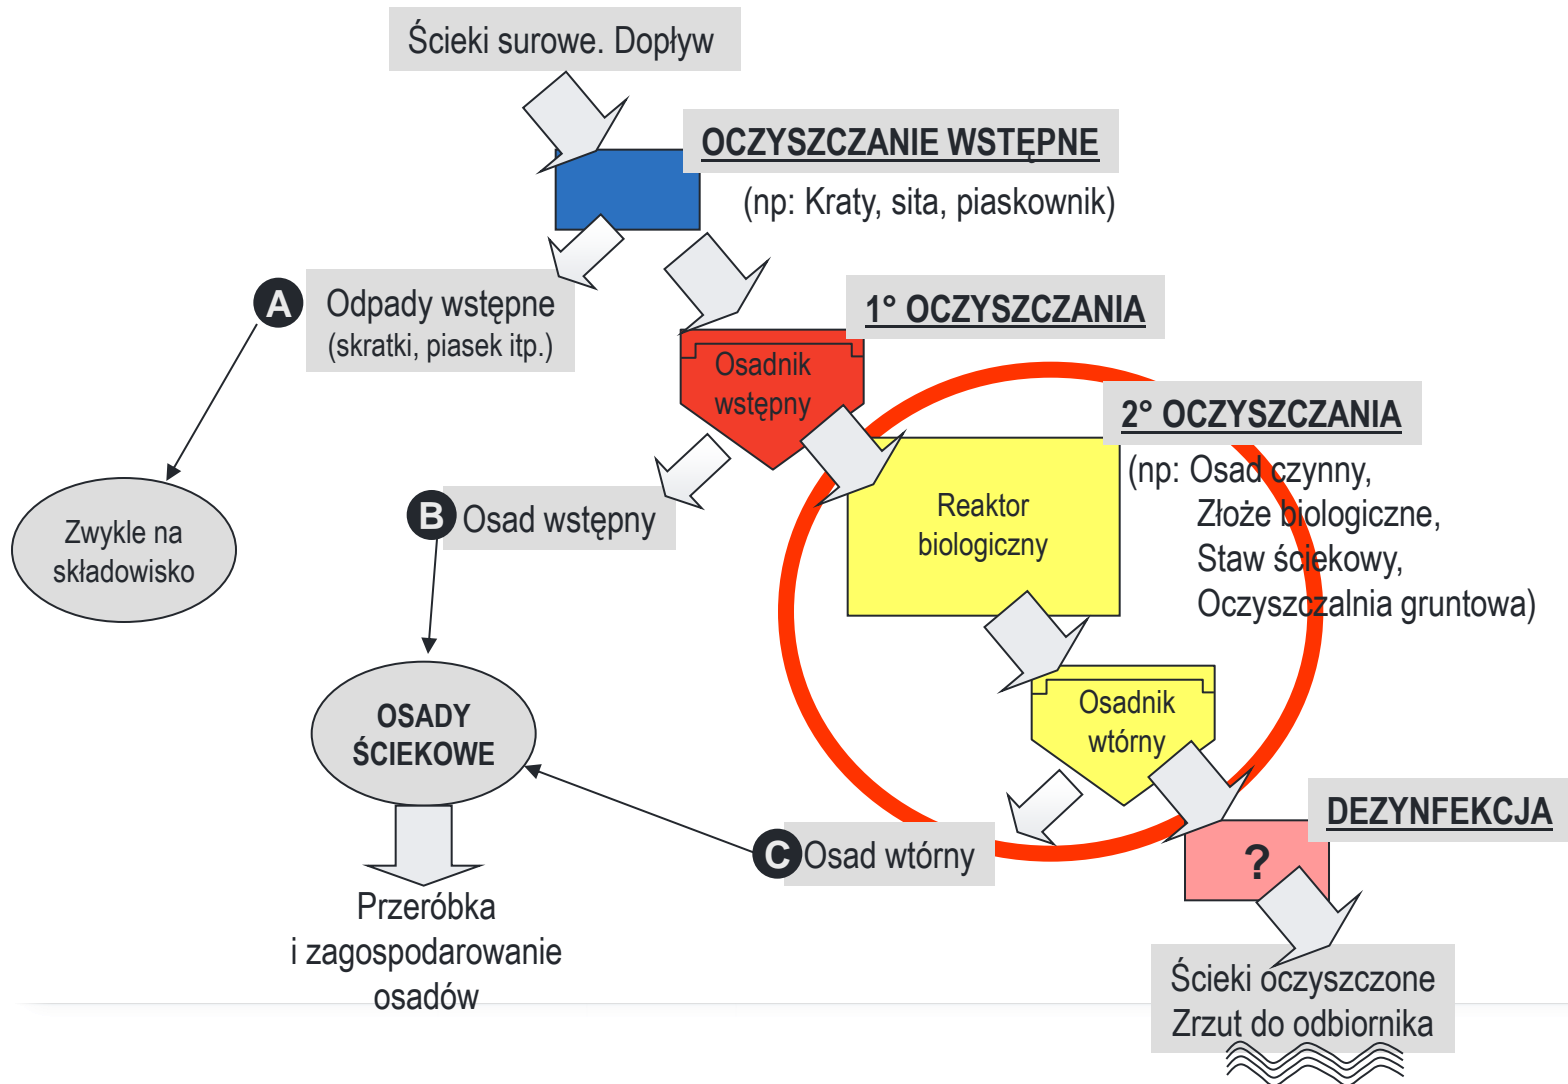 Ścieki surowe. Dopływ
OCZYSZCZANIE WSTĘPNE
(np: Kraty, sita, piaskownik)
A
Odpady wstępne
(skratki, piasek itp.)
1° OCZYSZCZANIA
Osadnik
wstępny
2° OCZYSZCZANIA
(np: Osad czynny,
Złoże biologiczne,
Staw ściekowy,
Oczyszczalnia gruntowa)
Reaktor
biologiczny
B
Osad wstępny
Zwykle na
składowisko
OSADY
ŚCIEKOWE
Osadnik
wtórny
DEZYNFEKCJA
?
C
Osad wtórny
Przeróbka
i zagospodarowanie
osadów
Ścieki oczyszczone
Zrzut do odbiornika